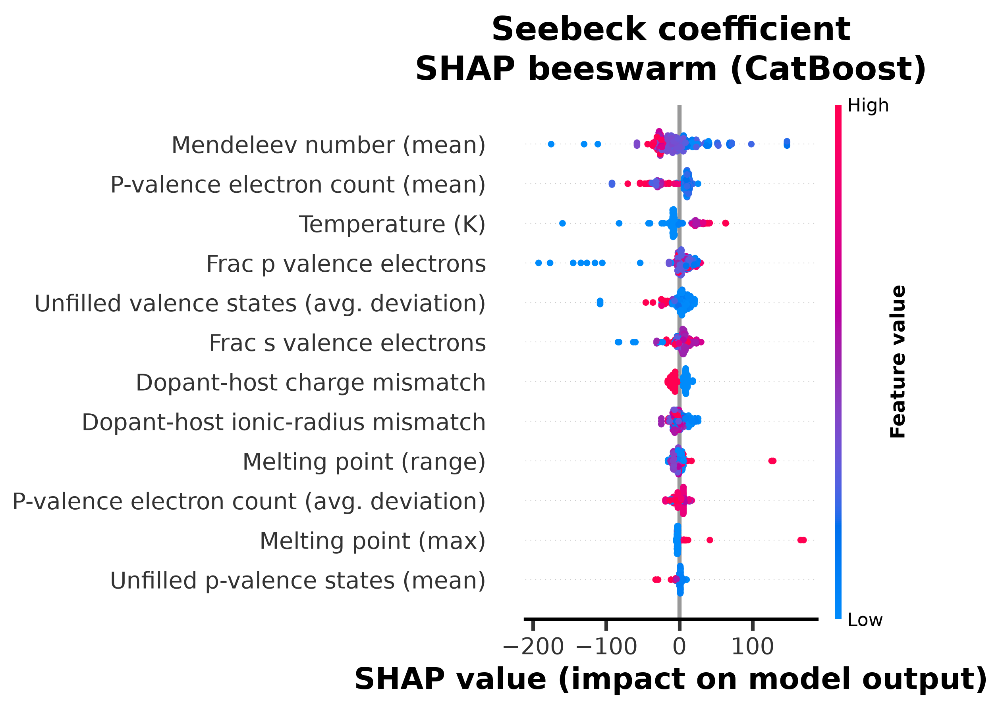 Seebeck coefficient
SHAP beeswarm (CatBoost)
High
Mendeleev number (mean)
P-valence electron count (mean)
Temperature (K)
Frac p valence electrons
Unfilled valence states (avg. deviation)
Frac s valence electrons
Dopant-host charge mismatch
Dopant-host ionic-radius mismatch
Melting point (range)
P-valence electron count (avg. deviation)
Melting point (max)
Unfilled p-valence states (mean)
Feature value
Low
−200 −100 0 100
SHAP value (impact on model output)